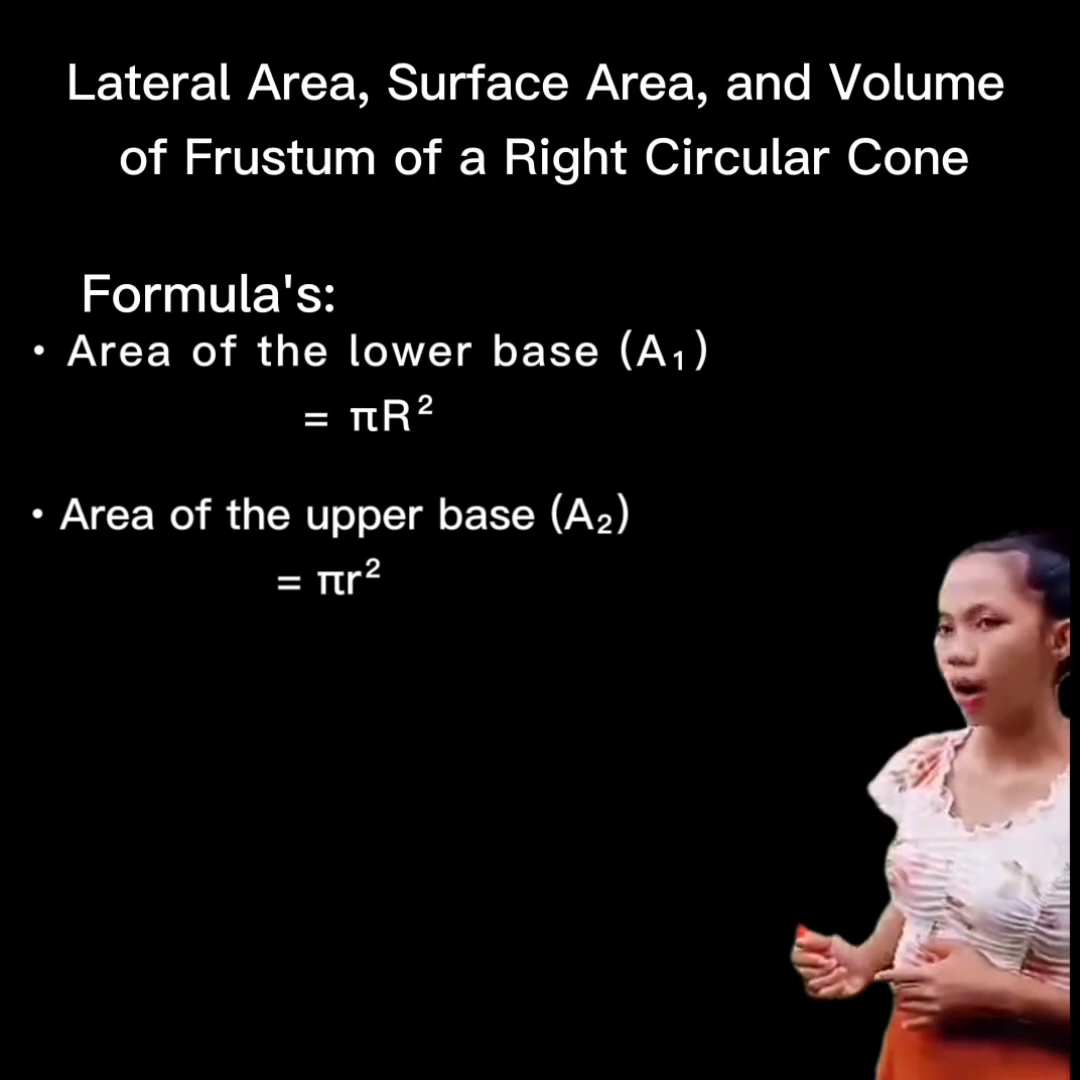 Lateral Area, Surface Area, and Volume
of Frustum of a Right Circular Cone
Formula's:
• Area of the lower base (A₁)
= πR²
• Area of the upper base (A₂)
= πr²